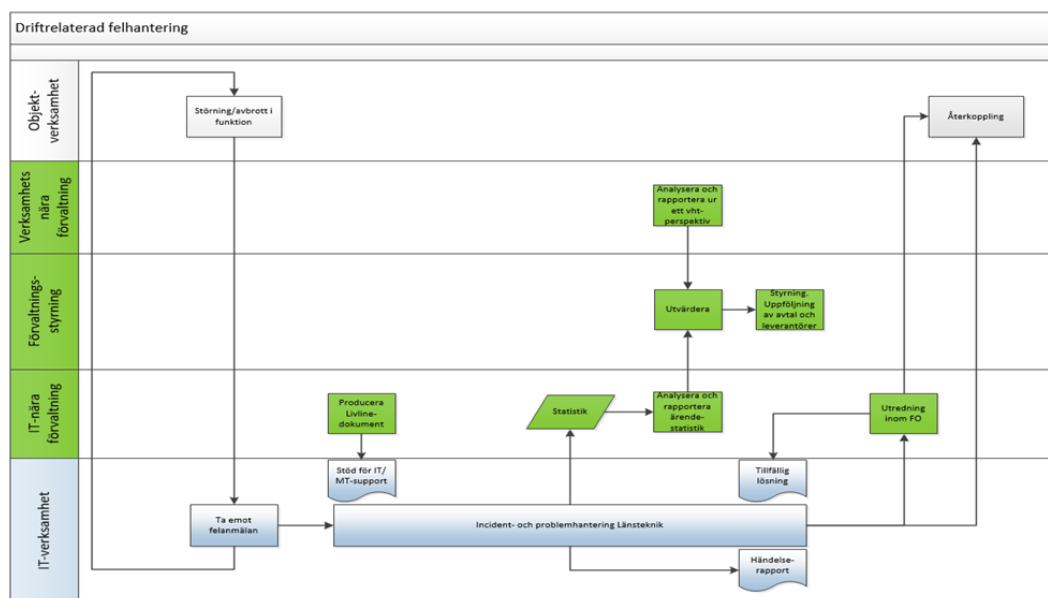 Driftrelaterad felhantering
Objekt-
verksamhet
Störning/avbrott i
funktion
Återkoppling
Verksamhets
nära
förvaltning
Analysera och
rapportera ur
ett vht-
perspektiv
Förvaltnings-
styrning
Utvärdera
Styrning.
Uppföljning
av avtal och
leverantörer
IT-nära
förvaltning
Producera
Livline-
dokument
Statistik
Analysera och
rapportera
ärende-
statistik
Utredning
inom FO
IT-verksamhet
Stöd för IT/
MT-support
Tillfällig
lösning
Ta emot
felanmälan
Incident- och problemhantering Länsteknik
Händelse-
rapport